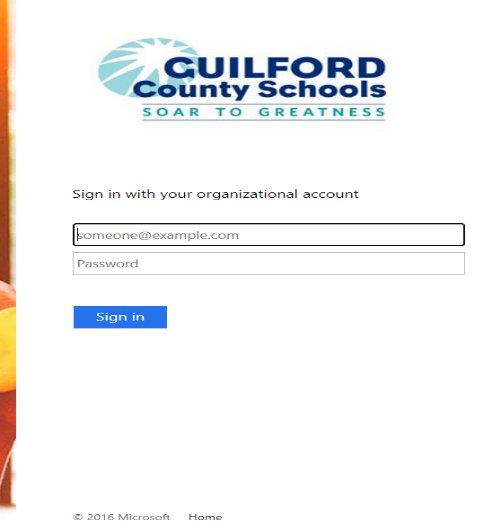 GUILFORD
County Schools
SOAR TO GREATNESS
Sign in with your organizational account
someone@example.com
Password
Sign in
© 2016 Microsoft Home